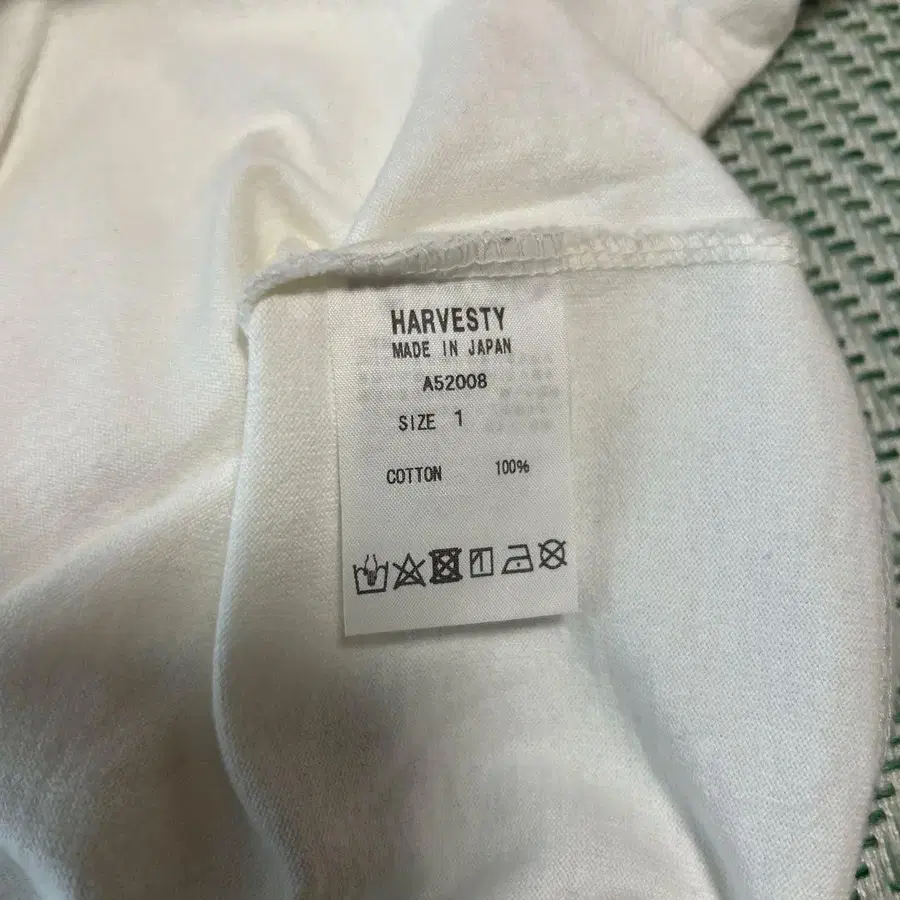 HARVESTY
MADE IN JAPAN
A52008
SIZE 1
COTTON 100%